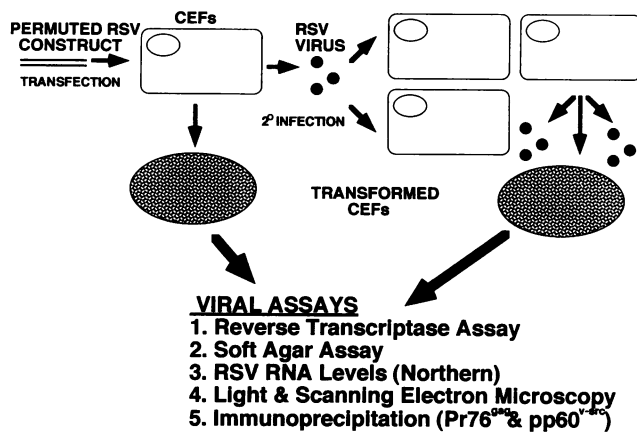 PERMUTED RSV
CONSTRUCT
TRANSFECTION
CEFs
RSV
VIRUS
2° INFECTION
TRANSFORMED
CEFs
VIRAL ASSAYS
1. Reverse Transcriptase Assay
2. Soft Agar Assay
3. RSV RNA Levels (Northern)
4. Light & Scanning Electron Microscopy
5. Immunoprecipitation (Pr76gag& pp60v-src)